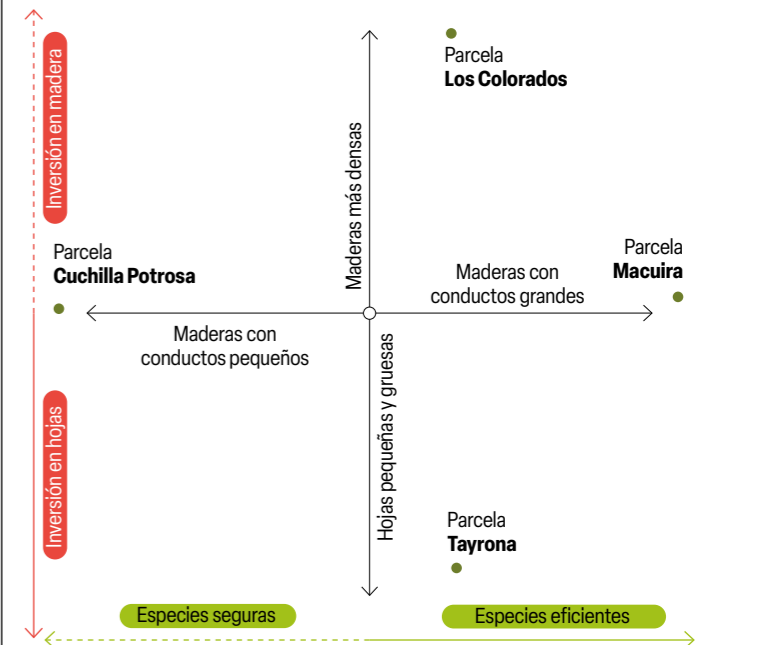 Inversión en madera
Maderas más densas
Parcela
Los Colorados
Parcela
Cuchilla Potrosa
Parcela
Macuira
Maderas con
conductos grandes
Maderas con
conductos pequeños
Inversión en hojas
Hojas pequeñas y gruesas
Parcela
Tayrona
Especies seguras
Especies eficientes